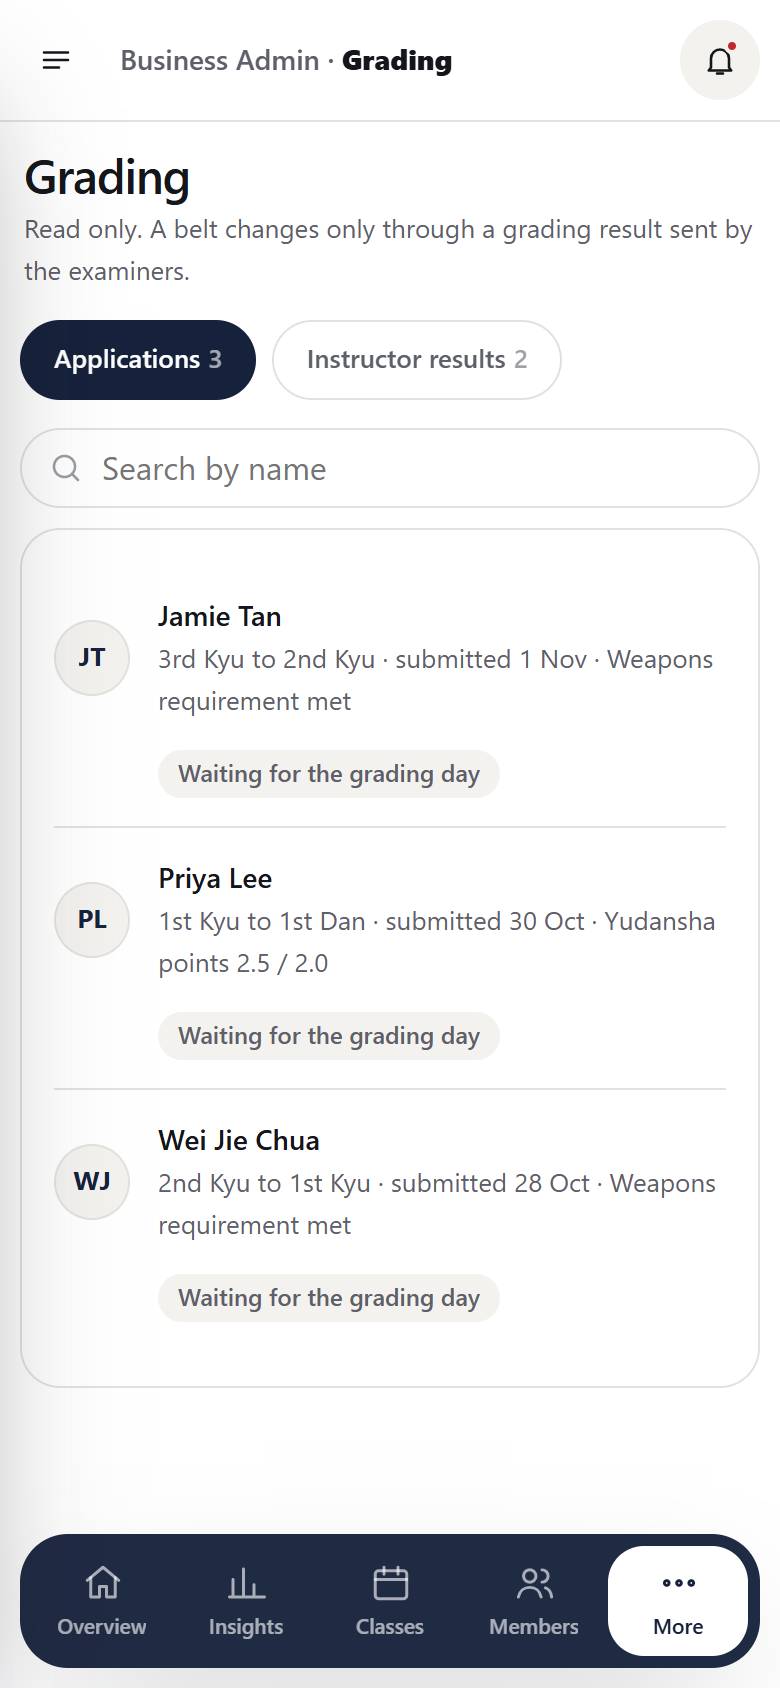 Business Admin · Grading
Grading
Read only. A belt changes only through a grading result sent by
the examiners.
Applications 3
Instructor results 2
Search by name
JT
Jamie Tan
3rd Kyu to 2nd Kyu · submitted 1 Nov · Weapons
requirement met
Waiting for the grading day
PL
Priya Lee
1st Kyu to 1st Dan · submitted 30 Oct · Yudansha
points 2.5 / 2.0
Waiting for the grading day
WJ
Wei Jie Chua
2nd Kyu to 1st Kyu · submitted 28 Oct · Weapons
requirement met
Waiting for the grading day
Overview
Insights
Classes
Members
More